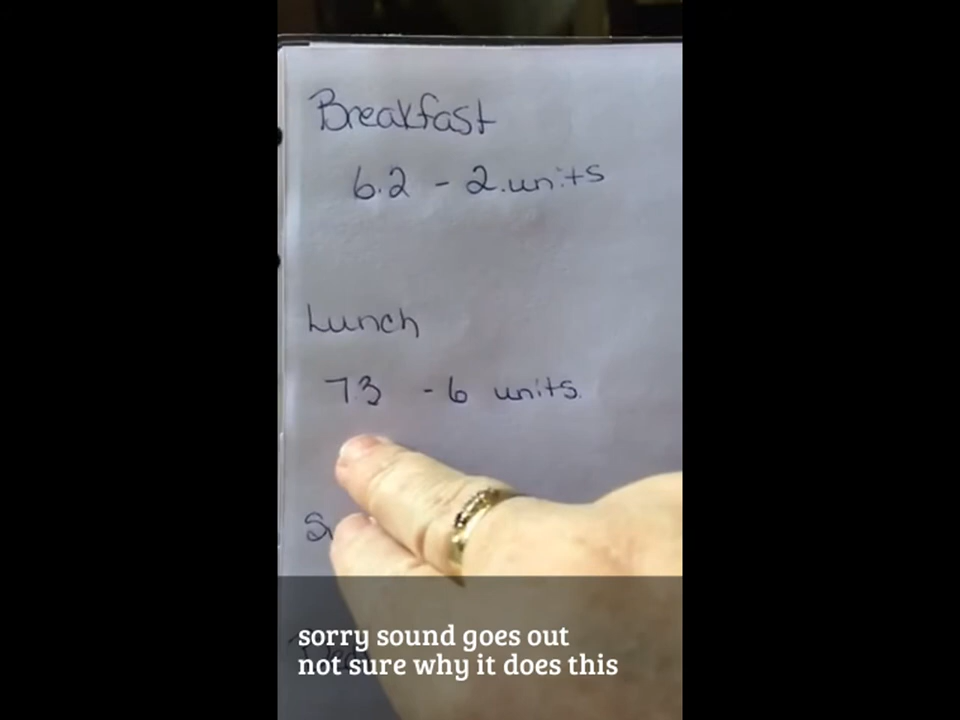 Breakfast
6.2 - 2.units
Lunch
7.3 - 6 units.
sorry sound goes out
not sure why it does this